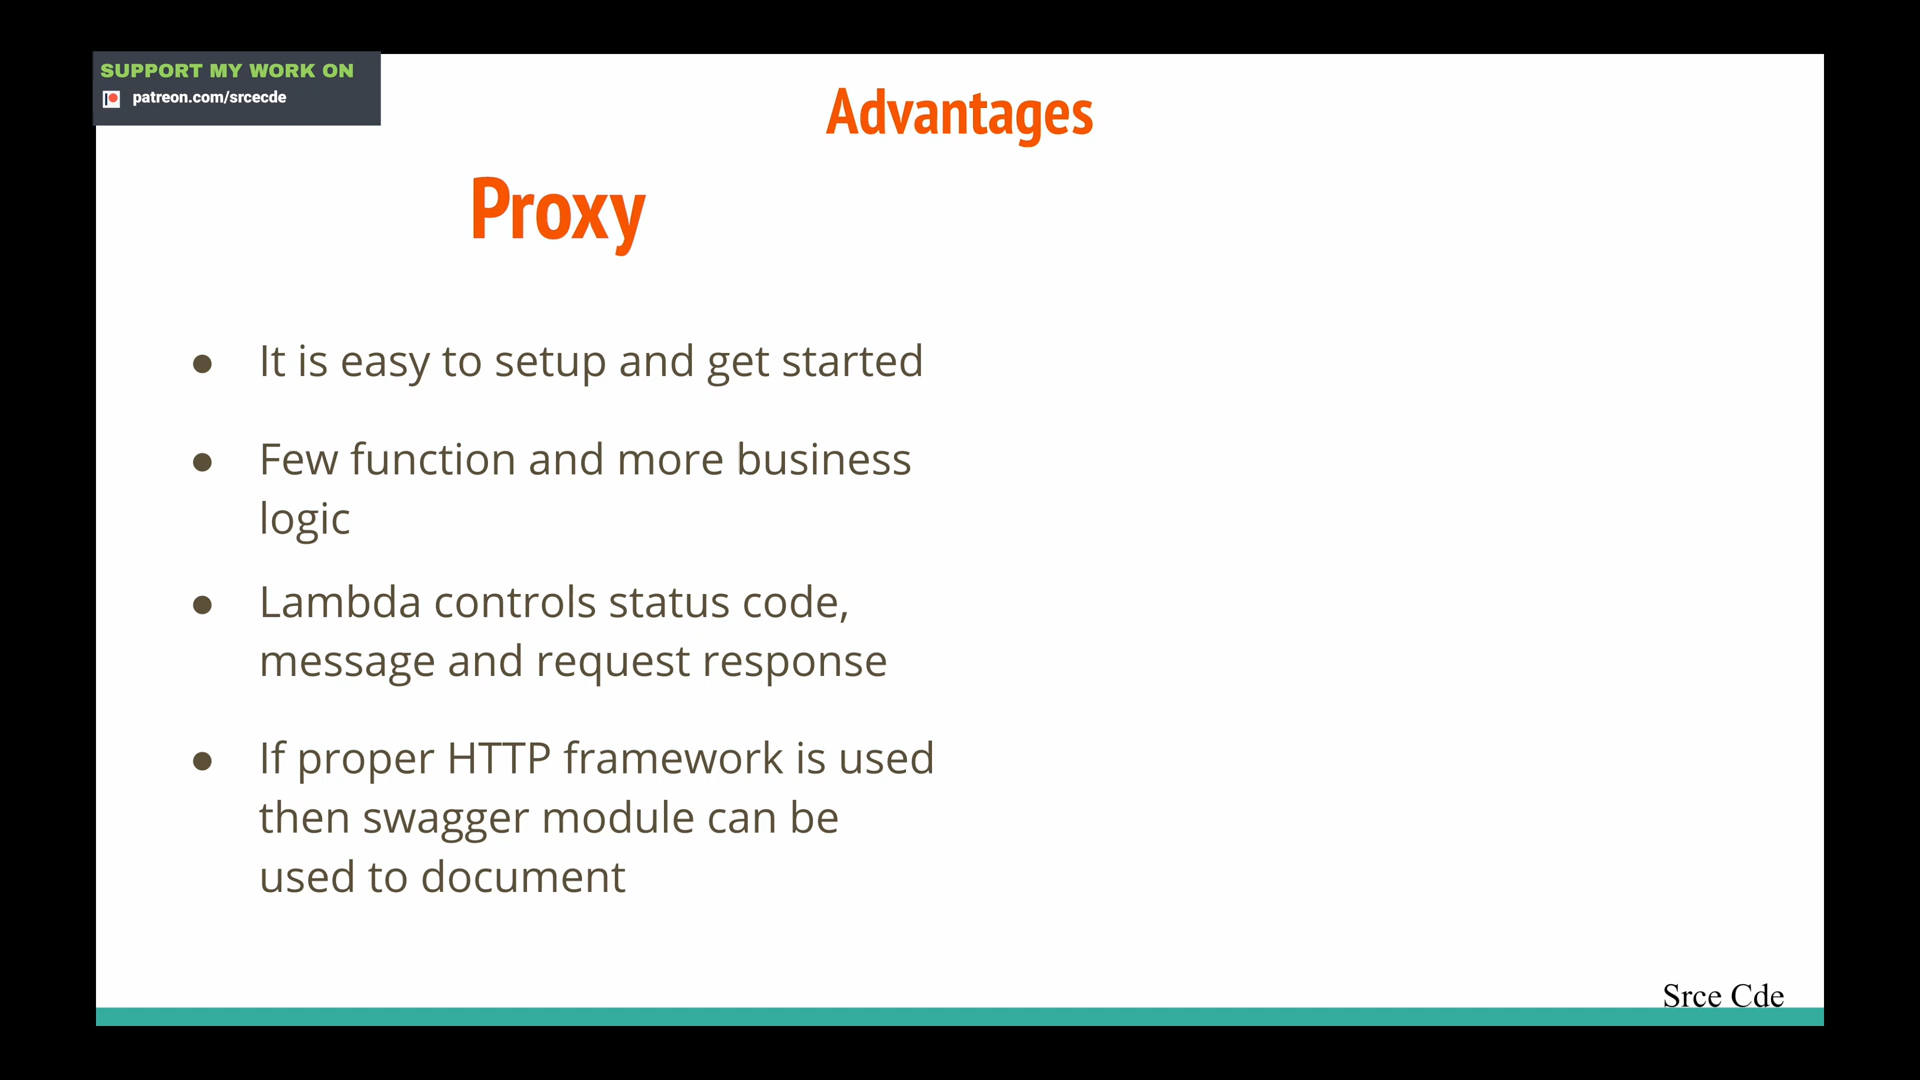 SUPPORT MY WORK ON
patreon.com/srcecde
Advantages
Proxy
● It is easy to setup and get started
● Few function and more business
logic
● Lambda controls status code,
message and request response
● If proper HTTP framework is used
then swagger module can be
used to document
Srce Cde